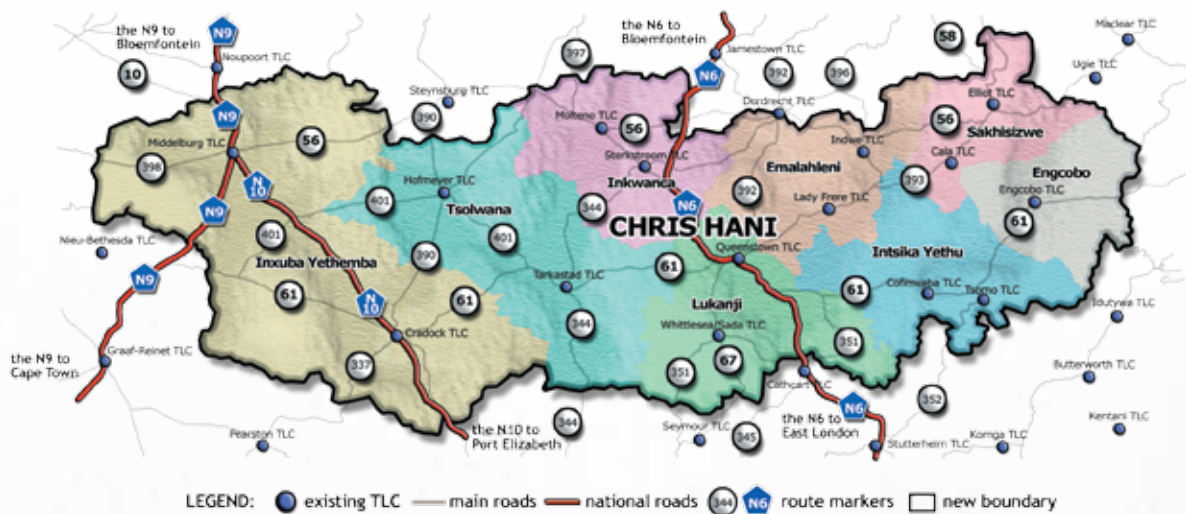 the N9 to
Bloemfontein
N9
Noupoort TLC
10
N9
397
the N6 to
Bloemfontein
Jamestown TLC
N6
392
396
58
Maclear TLC
Ugie TLC
Steynsburg TLC
390
Dordrecht TLC
Elliot TLC
56
Molteno TLC
56
56
Sakhisizwe
Middelburg TLC
398
N9
Sterkstroom TLC
Indwe TLC
Cala TLC
Emalahleni
Engcobo
N
10
Hofmeyer TLC
Inkwanca
392
393
Engcobo TLC
401
Tsolwana
344
N6
Lady Frere TLC
61
N9
CHRIS HANI
Nieu-Bethesda TLC
401
390
401
Queenstown TLC
Intsika Yethu
Inxuba Yethemba
61
N9
61
N
10
61
Tarkastad TLC
Lukanji
61
Cofimvaba TLC
Tsomo TLC
Idutywa TLC
344
Whittlesea/Sada TLC
Cradock TLC
351
the N9 to
Cape Town
Graaf-Reinet TLC
337
351
67
Cathcart TLC
Butterworth TLC
344
the N10 to
Port Elizabeth
Pearston TLC
Seymour TLC
345
the N6 to
East London
N6
352
Stutterheim TLC
Komga TLC
Kentani TLC
LEGEND: existing TLC main roads national roads 344 N6 route markers new boundary